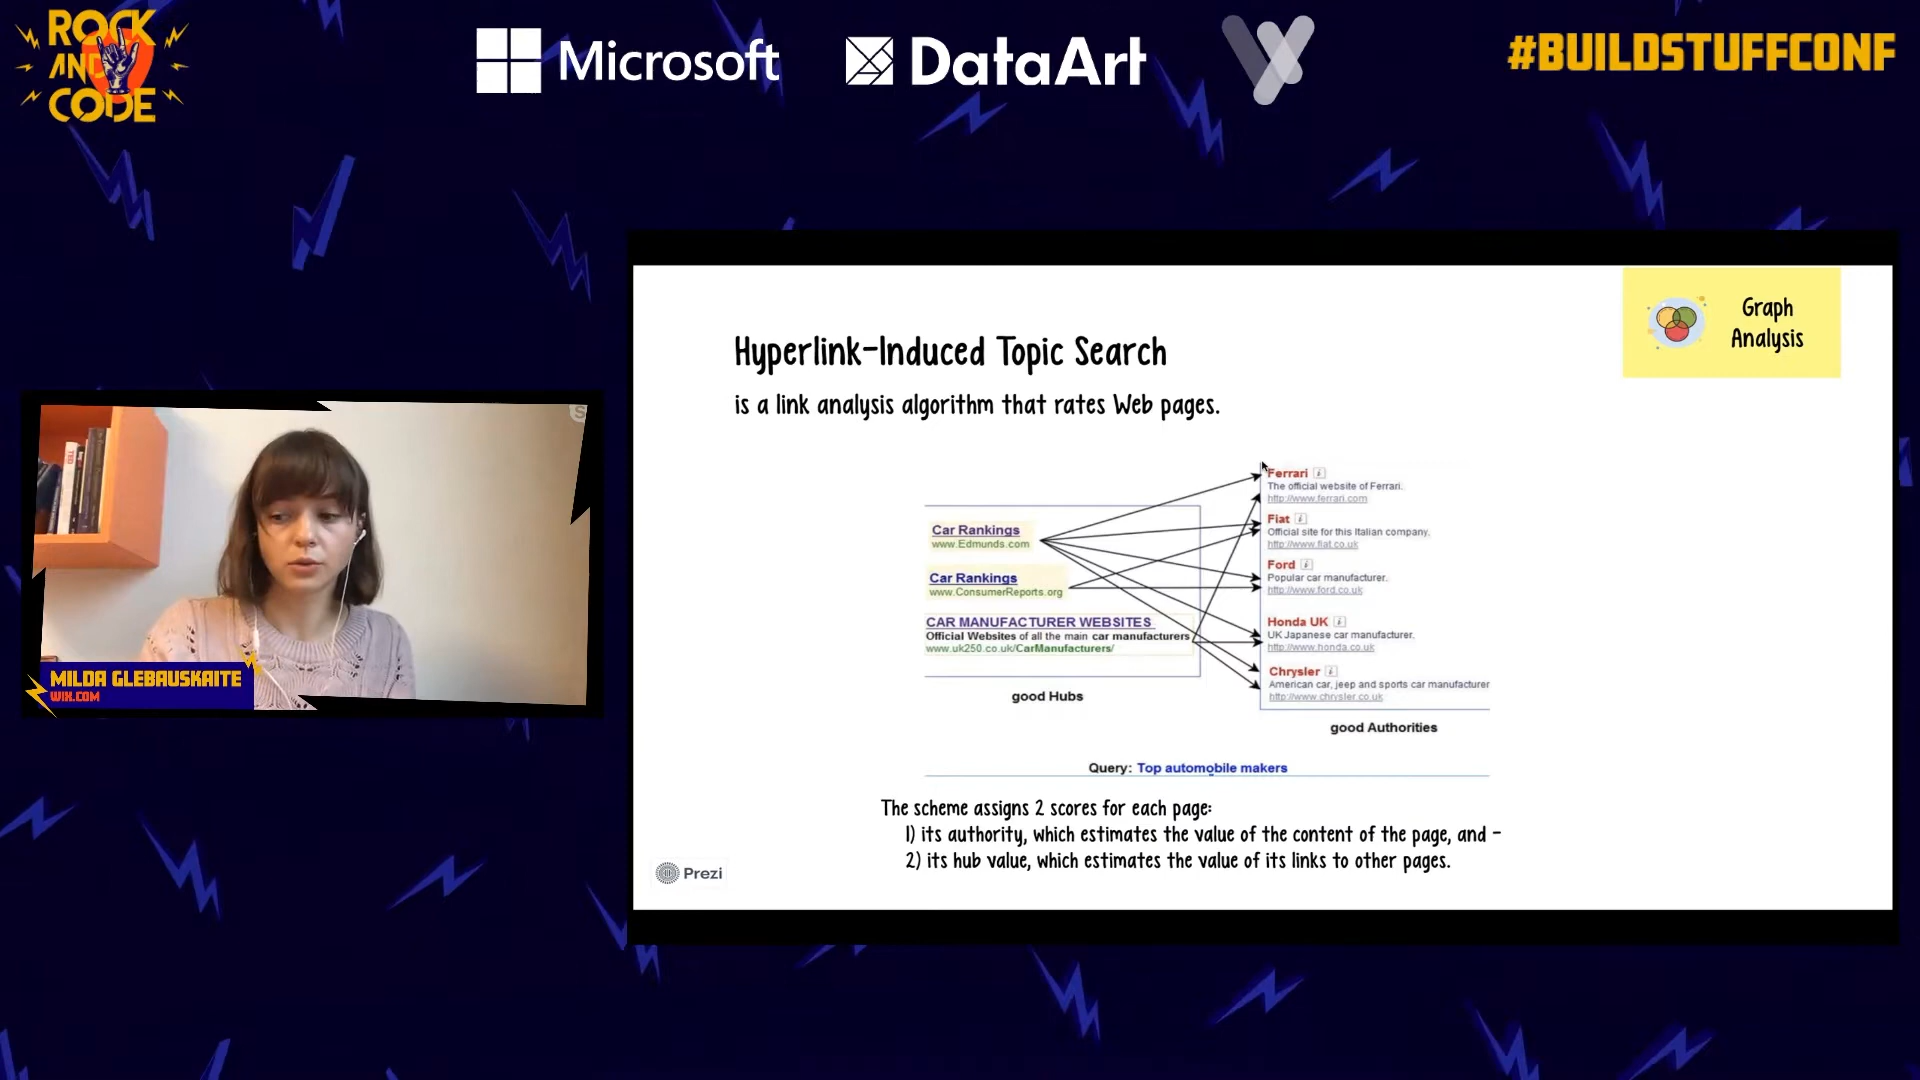 ROCK
AND
CODE
Microsoft
DataArt
#BUILDSTUFFCONF
Graph
Analysis
Hyperlink-Induced Topic Search
is a link analysis algorithm that rates Web pages.
Car Rankings
www.Edmunds.com
Car Rankings
www.ConsumerReports.org
CAR MANUFACTURER WEBSITES
Official Websites of all the main car manufacturers
www.uk250.co.uk/CarManufacturers/
good Hubs
Ferrari i
The official website of Ferrari.
http://www.ferrari.com
Fiat i
Official site for this Italian company.
http://www.fiat.co.uk
Ford i
Popular car manufacturer.
http://www.ford.co.uk
Honda UK i
UK Japanese car manufacturer.
http://www.honda.co.uk
Chrysler i
American car, jeep and sports car manufacturer
http://www.chrysler.co.uk
good Authorities
Query: Top automobile makers
The scheme assigns 2 scores for each page:
1) its authority, which estimates the value of the content of the page, and -
2) its hub value, which estimates the value of its links to other pages.
Prezi
TED
S
MILDA GLEBAUSKAITE
WIX.COM